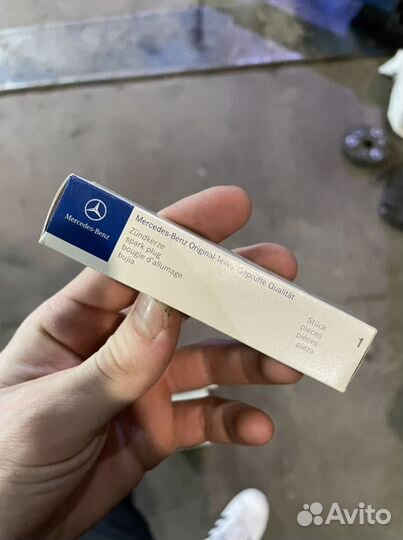 Mercedes-Benz
Mercedes-Benz Original-Teile, Geprüfte Qualität
Zündkerze
spark plug
bougie d'allumage
bujia
Stück
pieces
pièces
pieza
1
Avito